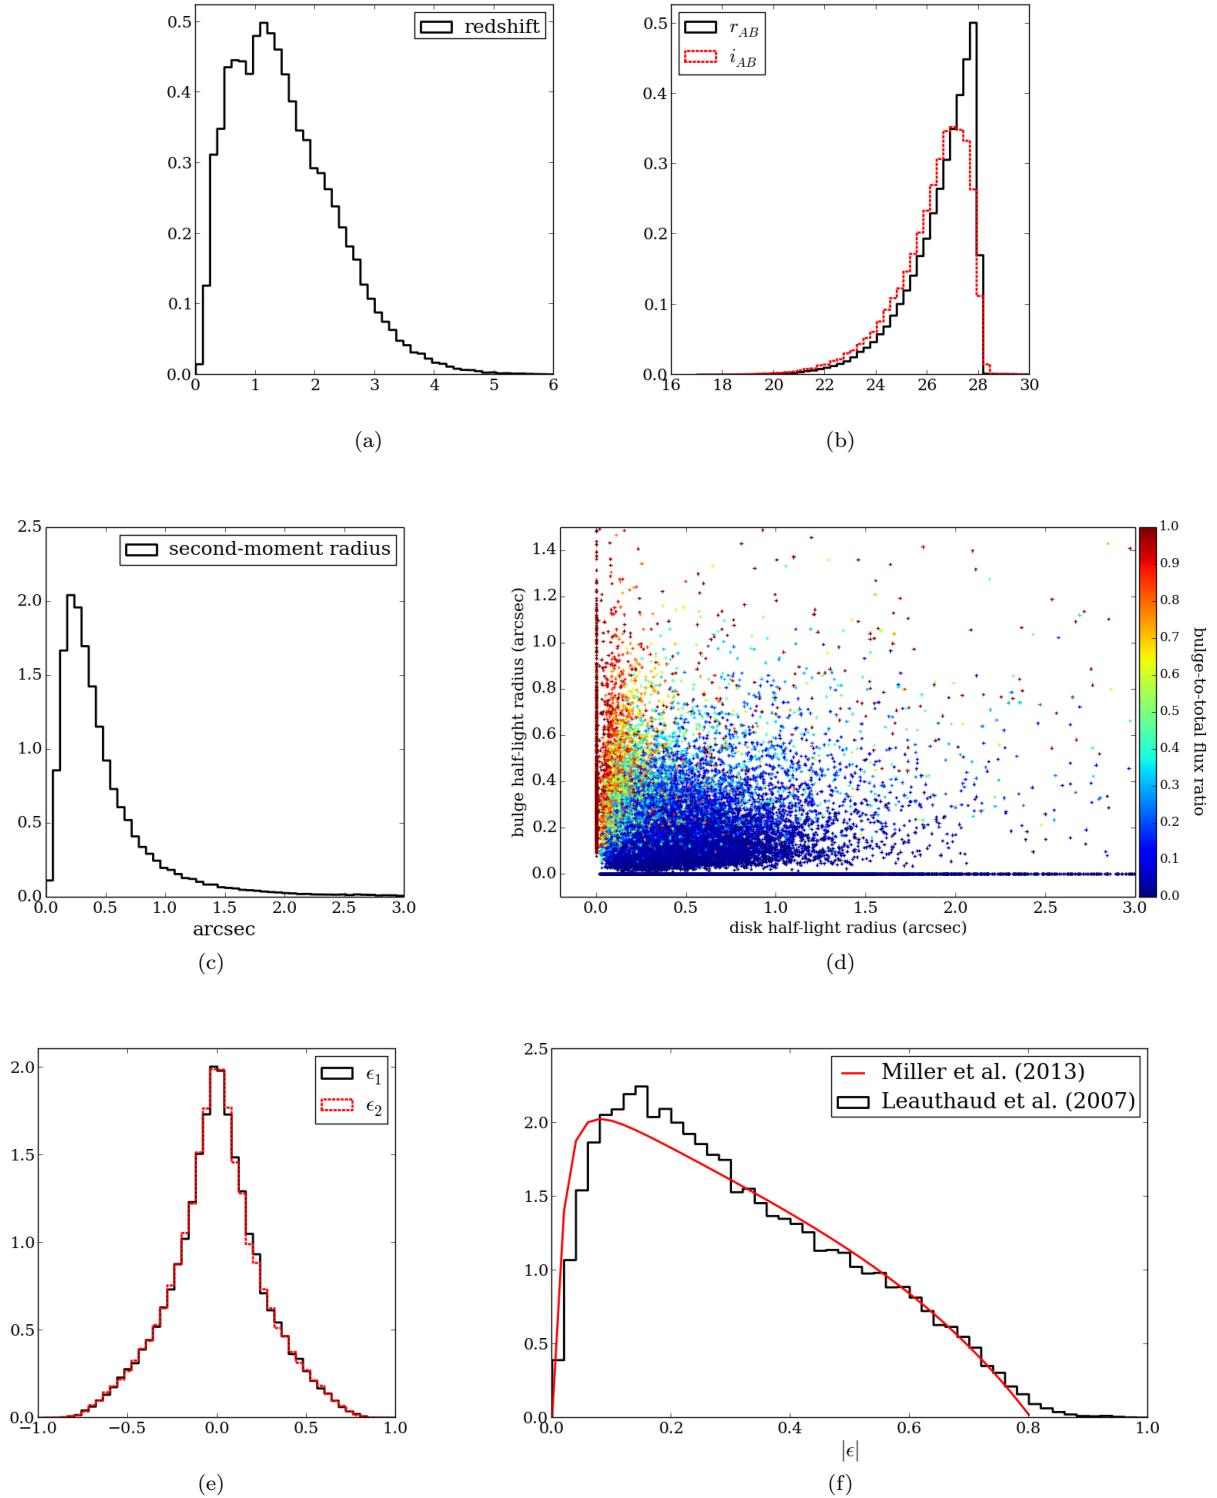 0.5
0.4
0.3
0.2
0.1
0.0
redshift
0 1 2 3 4 5 6
(a)
0.5
0.4
0.3
0.2
0.1
0.0
r_{AB}
i_{AB}
16 18 20 22 24 26 28 30
(b)
2.5
2.0
1.5
1.0
0.5
0.0
second-moment radius
0.0 0.5 1.0 1.5 2.0 2.5 3.0
arcsec
(c)
bulge half-light radius (arcsec)
1.4
1.2
1.0
0.8
0.6
0.4
0.2
0.0
0.0 0.5 1.0 1.5 2.0 2.5 3.0
disk half-light radius (arcsec)
1.0
0.9
0.8
0.7
0.6
0.5
0.4
0.3
0.2
0.1
0.0
bulge-to-total flux ratio
(d)
2.0
1.5
1.0
0.5
0.0
ϵ_1
ϵ_2
−1.0 −0.5 0.0 0.5 1.0
(e)
2.5
2.0
1.5
1.0
0.5
0.0
Miller et al. (2013)
Leauthaud et al. (2007)
0.0 0.2 0.4 0.6 0.8 1.0
|ϵ|
(f)